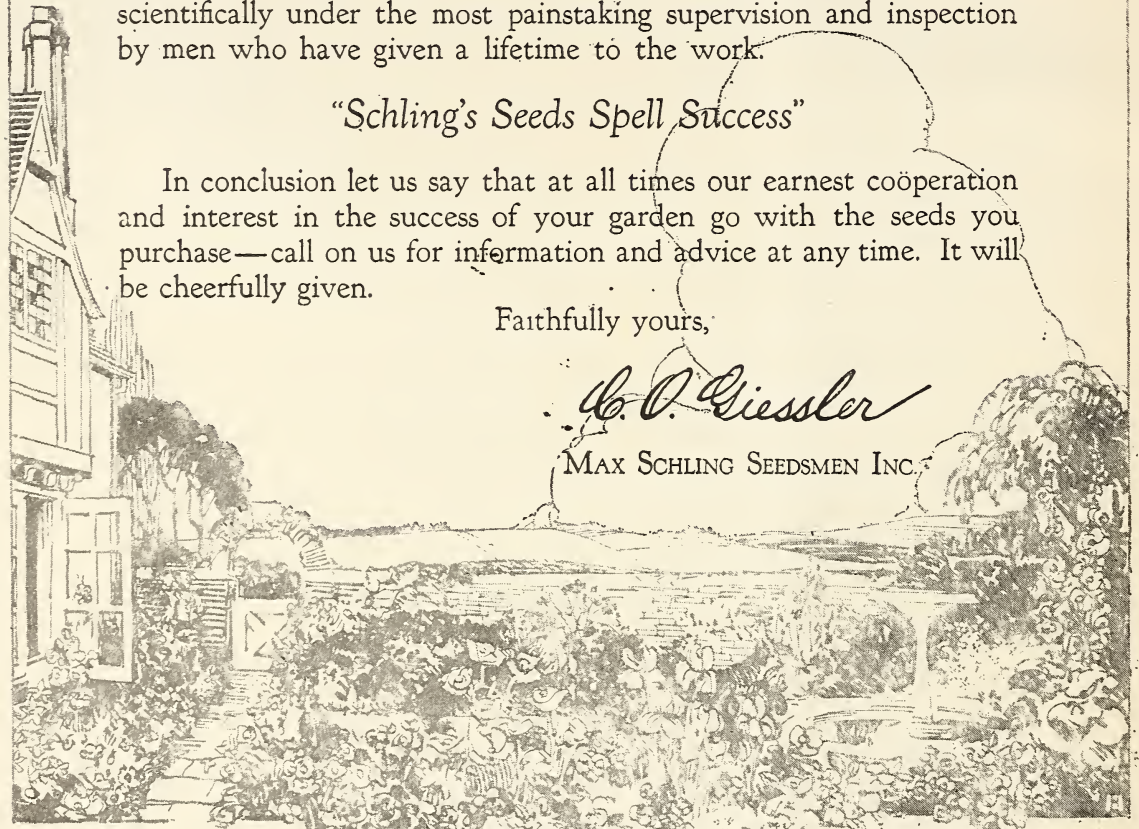 scientifically under the most painstaking supervision and inspection
by men who have given a lifetime to the work.
"Schling's Seeds Spell Success"
In conclusion let us say that at all times our earnest coöperation
and interest in the success of your garden go with the seeds you
purchase—call on us for information and advice at any time. It will
be cheerfully given.
Faithfully yours,
C. O. Giessler
MAX SCHLING SEEDSMEN INC.